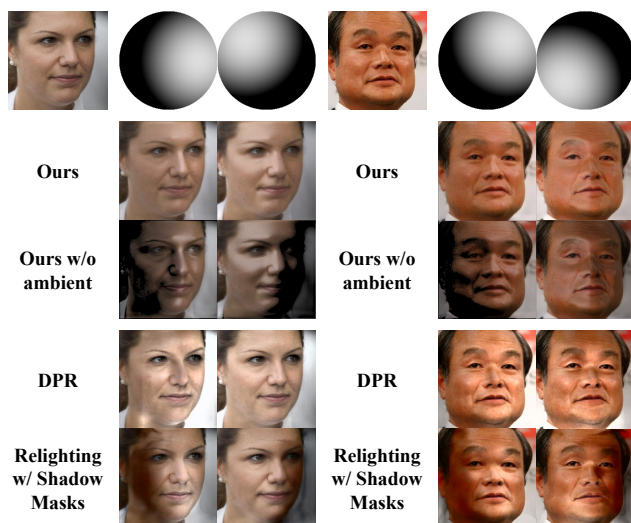 Ours
Ours
Ours w/o
ambient
Ours w/o
ambient
DPR
DPR
Relighting
w/ Shadow
Masks
Relighting
w/ Shadow
Masks